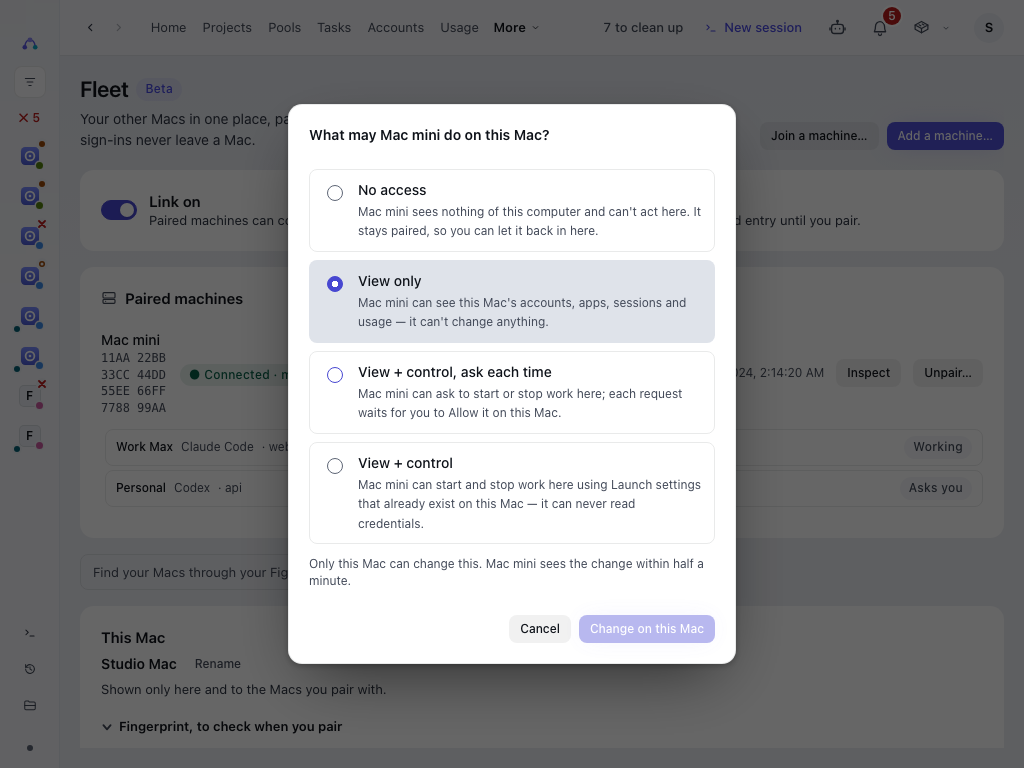 Home Projects Pools Tasks Accounts Usage More 7 to clean up New session 5 S
5
F
F
Fleet Beta
Your other Macs in one place, pa
sign-ins never leave a Mac.
Join a machine...
Add a machine...
Link on
Paired machines can
d entry until you pair.
Paired machines
Mac mini
11AA 22BB
33CC 44DD
55EE 66FF
7788 99AA
Connected ·
024, 2:14:20 AM
Inspect
Unpair...
Work Max Claude Code · web
Working
Personal Codex · api
Asks you
Find your Macs through your Fig
This Mac
Studio Mac Rename
Shown only here and to the Macs you pair with.
Fingerprint, to check when you pair
What may Mac mini do on this Mac?
No access
Mac mini sees nothing of this computer and can't act here. It
stays paired, so you can let it back in here.
View only
Mac mini can see this Mac's accounts, apps, sessions and
usage — it can't change anything.
View + control, ask each time
Mac mini can ask to start or stop work here; each request
waits for you to Allow it on this Mac.
View + control
Mac mini can start and stop work here using Launch settings
that already exist on this Mac — it can never read
credentials.
Only this Mac can change this. Mac mini sees the change within half a
minute.
Cancel
Change on this Mac